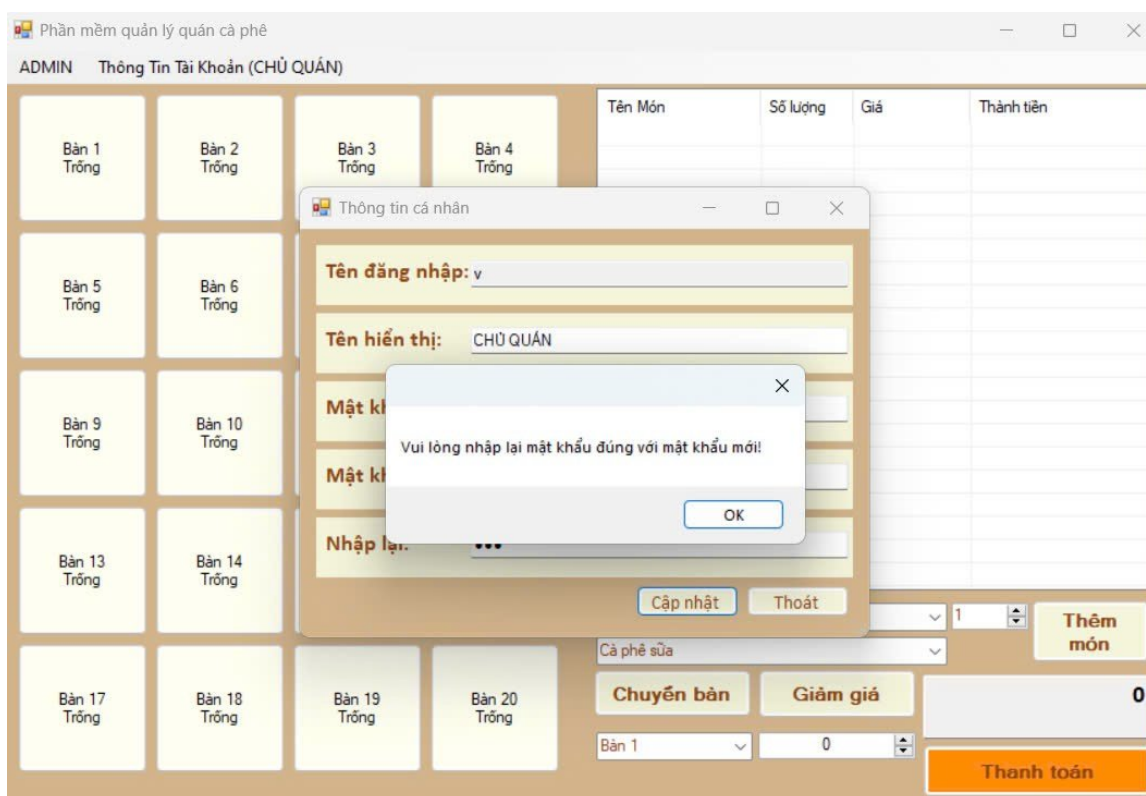 Phần mềm quản lý quán cà phê
ADMIN Thông Tin Tài Khoản (CHỦ QUÁN)
Bàn 1
Trống
Bàn 2
Trống
Bàn 3
Trống
Bàn 4
Trống
Tên Món Số lượng Giá Thành tiền
Thông tin cá nhân
Tên đăng nhập: v
Tên hiển thị: CHỦ QUÁN
Mật
Vui lòng nhập lại mật khẩu đúng với mật khẩu mới!
Mật
OK
Nhập lại:
Cập nhật Thoát
Bàn 5
Trống
Bàn 6
Trống
Bàn 9
Trống
Bàn 10
Trống
Bàn 13
Trống
Bàn 14
Trống
Bàn 17
Trống
Bàn 18
Trống
Bàn 19
Trống
Bàn 20
Trống
1
Thêm
món
Cà phê sữa
Chuyển bàn Giảm giá
0
Bàn 1 0
Thanh toán